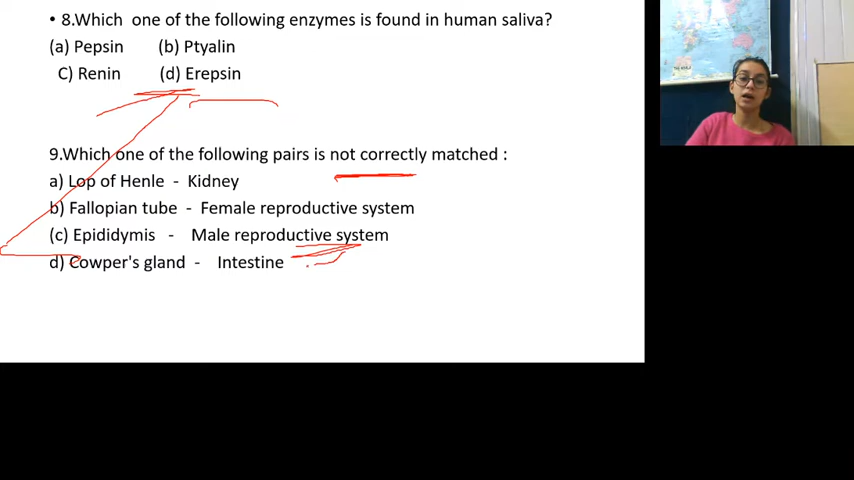 • 8.Which one of the following enzymes is found in human saliva?
(a) Pepsin (b) Ptyalin
C) Renin (d) Erepsin
9.Which one of the following pairs is not correctly matched :
a) Lop of Henle - Kidney
b) Fallopian tube - Female reproductive system
(c) Epididymis - Male reproductive system
d) Cowper's gland - Intestine